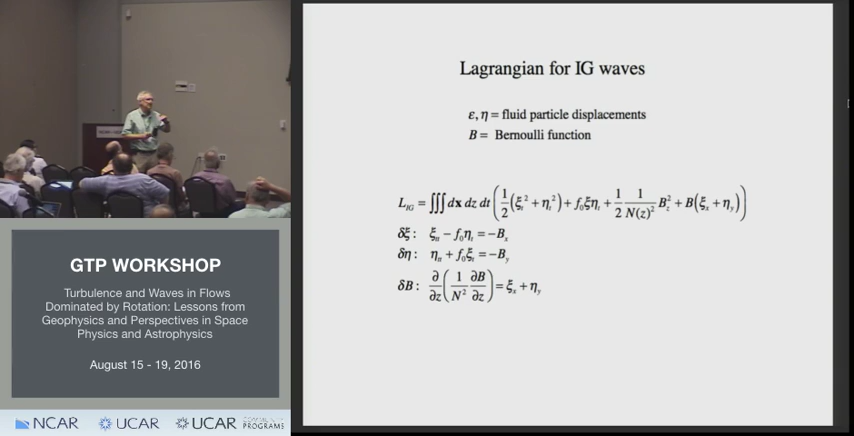 Lagrangian for IG waves
ε, η = fluid particle displacements
B = Bernoulli function
L_IG = ∭ dx dz dt ( 1/2 (ξ_t² + η_t²) + f₀ξη_t + 1/2 1/N(z)² B_z² + B(ξ_x + η_y) )
δξ: ξ_tt − f₀η_t = −B_x
δη: η_tt + f₀ξ_t = −B_y
δB: ∂/∂z ( 1/N² ∂B/∂z ) = ξ_x + η_y
GTP WORKSHOP
Turbulence and Waves in Flows
Dominated by Rotation: Lessons from
Geophysics and Perspectives in Space
Physics and Astrophysics
August 15 - 19, 2016
NCAR UCAR UCAR
PROGRAMS